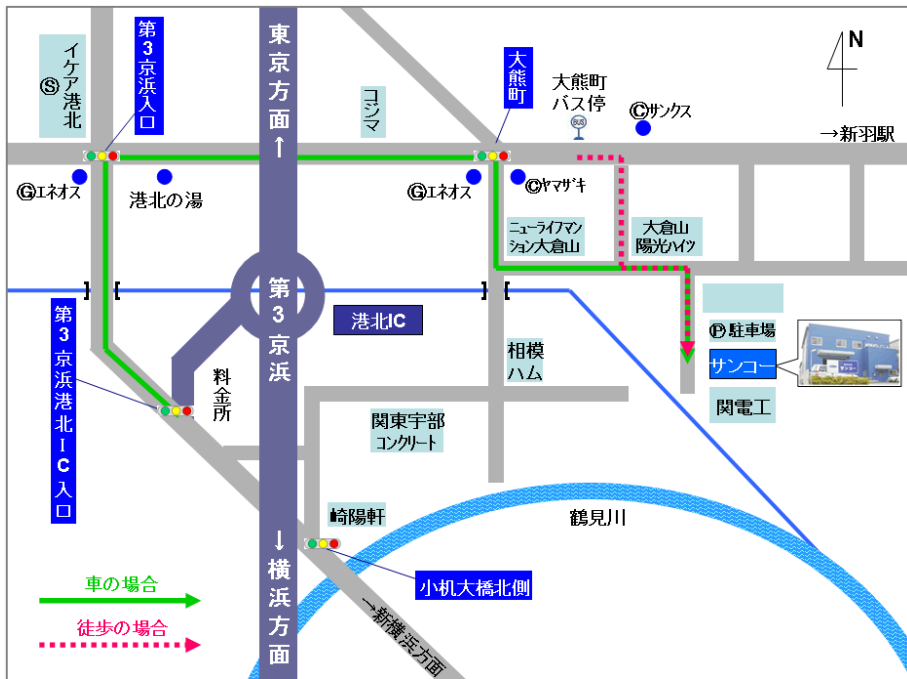 イケア港北
Ⓢ
第3京浜入口
東京方面↑
コジマ
大熊町
大熊町
バス停
BUS
Ⓒサンクス
N
→新羽駅
Ⓖエネオス
港北の湯
Ⓖエネオス
Ⓒヤマザキ
ニューライフマン
ション大倉山
大倉山
陽光ハイツ
第3京浜
港北IC
第3京浜港北IC入口
料金所
相模
ハム
Ⓟ駐車場
サンコー
関電工
関東宇部
コンクリート
崎陽軒
鶴見川
↓横浜方面
小机大橋北側
→新横浜方面
車の場合
徒歩の場合